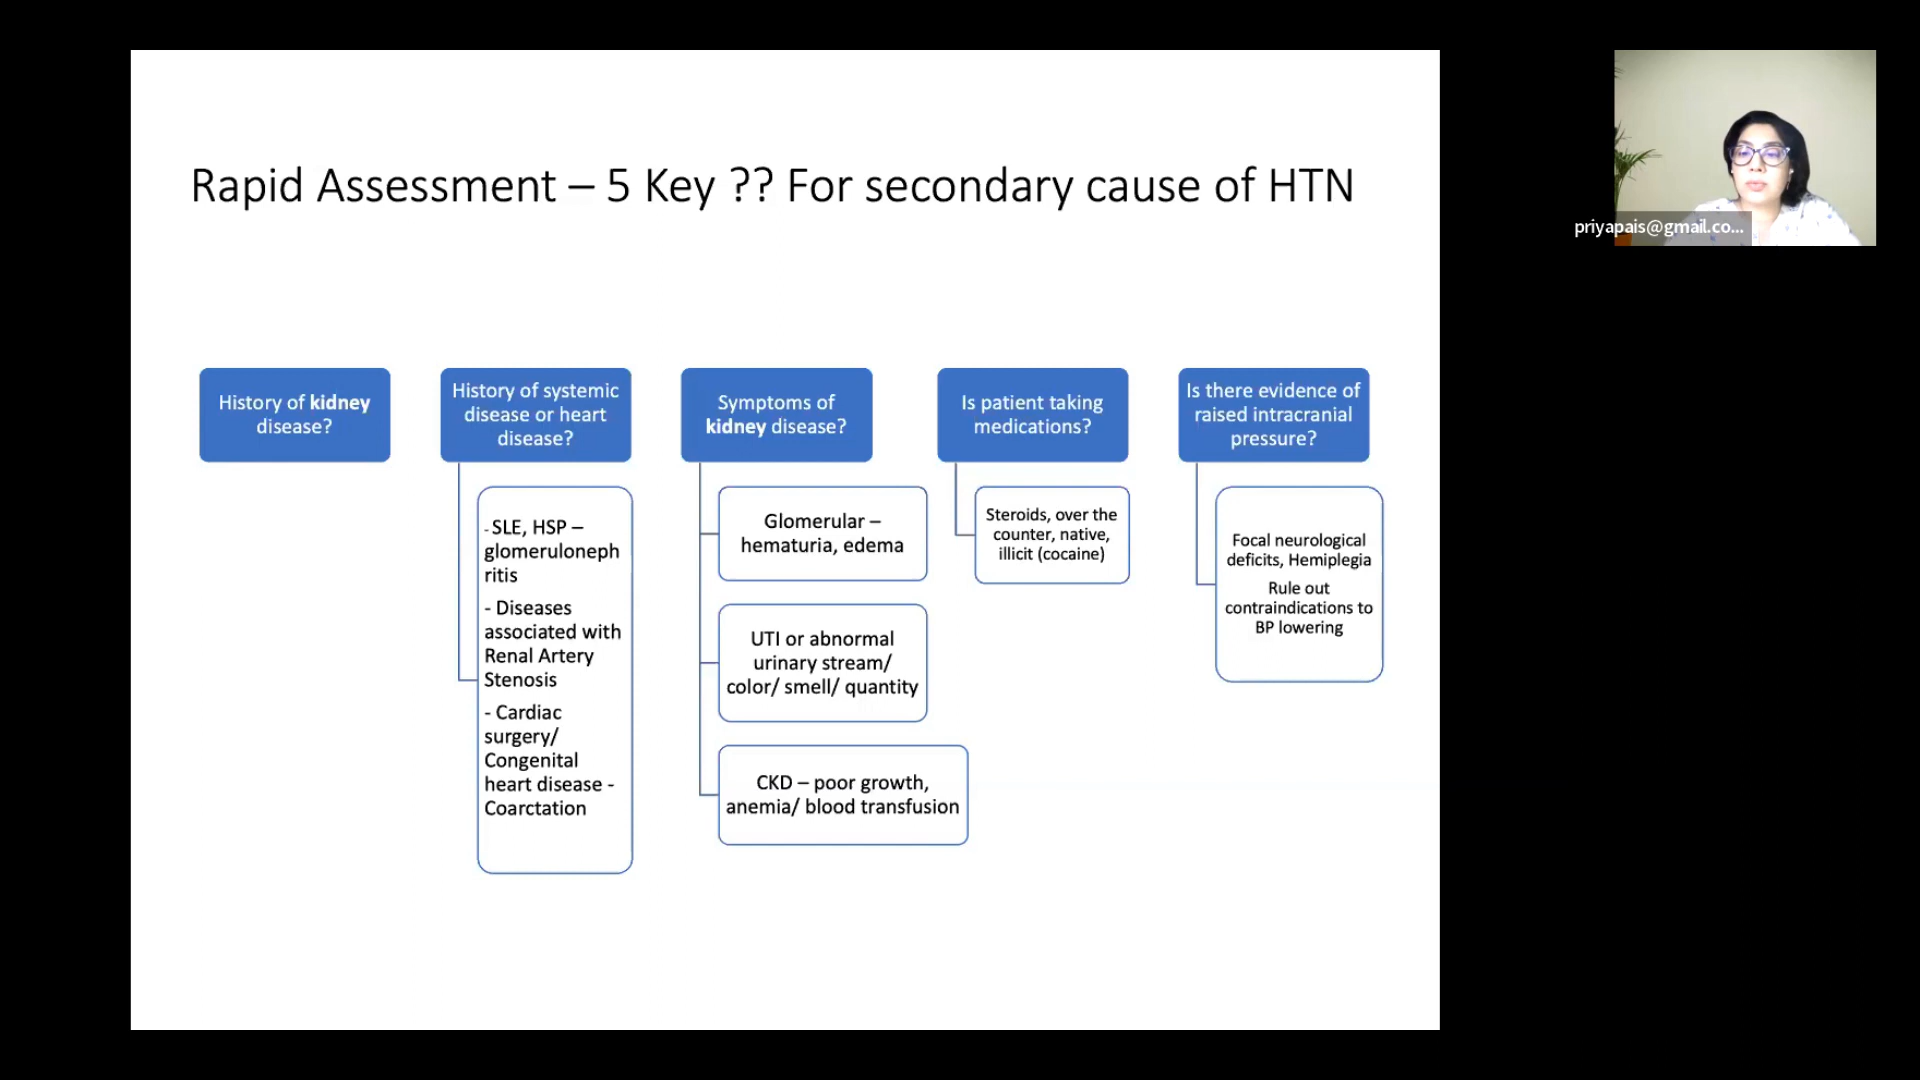 Rapid Assessment – 5 Key ?? For secondary cause of HTN
priyapais@gmail.co...
History of kidney
disease?
History of systemic
disease or heart
disease?
- SLE, HSP –
glomeruloneph
ritis
- Diseases
associated with
Renal Artery
Stenosis
- Cardiac
surgery/
Congenital
heart disease -
Coarctation
Symptoms of
kidney disease?
Glomerular –
hematuria, edema
UTI or abnormal
urinary stream/
color/ smell/ quantity
CKD – poor growth,
anemia/ blood transfusion
Is patient taking
medications?
Steroids, over the
counter, native,
illicit (cocaine)
Is there evidence of
raised intracranial
pressure?
Focal neurological
deficits, Hemiplegia
Rule out
contraindications to
BP lowering